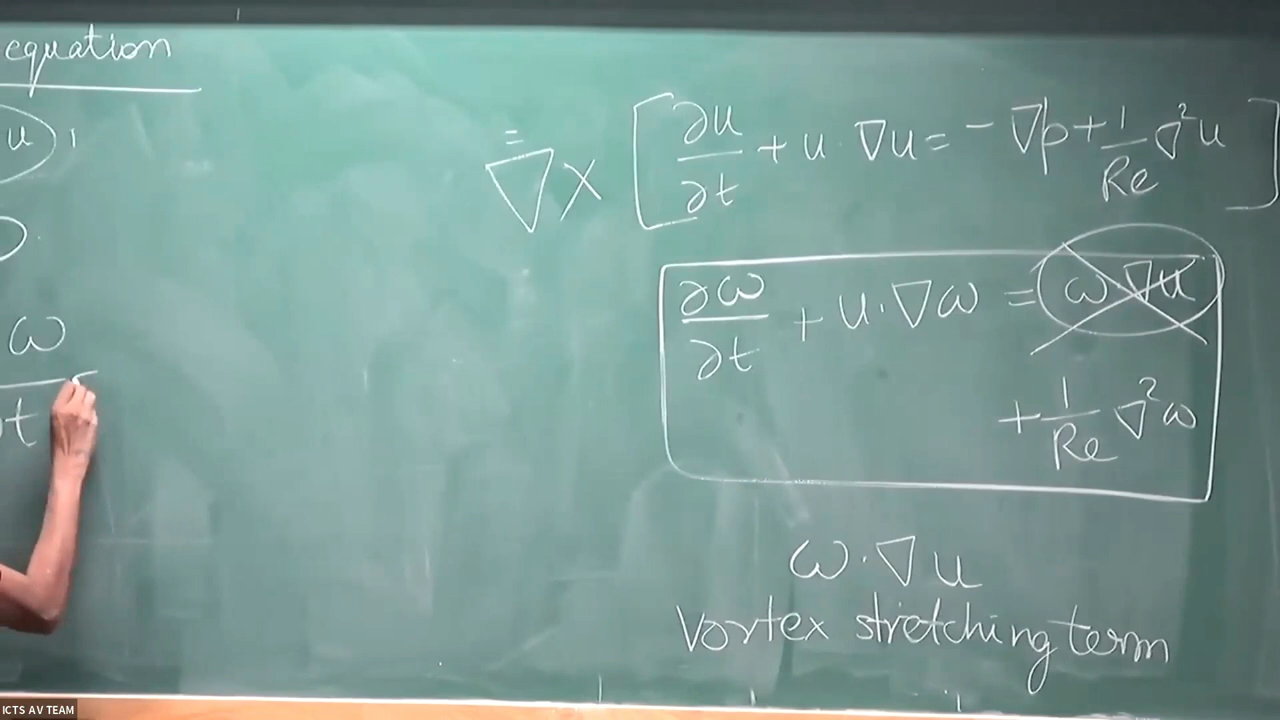 equation
u ,
ω
t
∇ × [ ∂u/∂t + u · ∇u = - ∇p + 1/Re ∇²u ]
∂ω/∂t + u · ∇ω = ω · ∇u
+ 1/Re ∇²ω
ω · ∇u
Vortex stretching term
ICTS AV TEAM